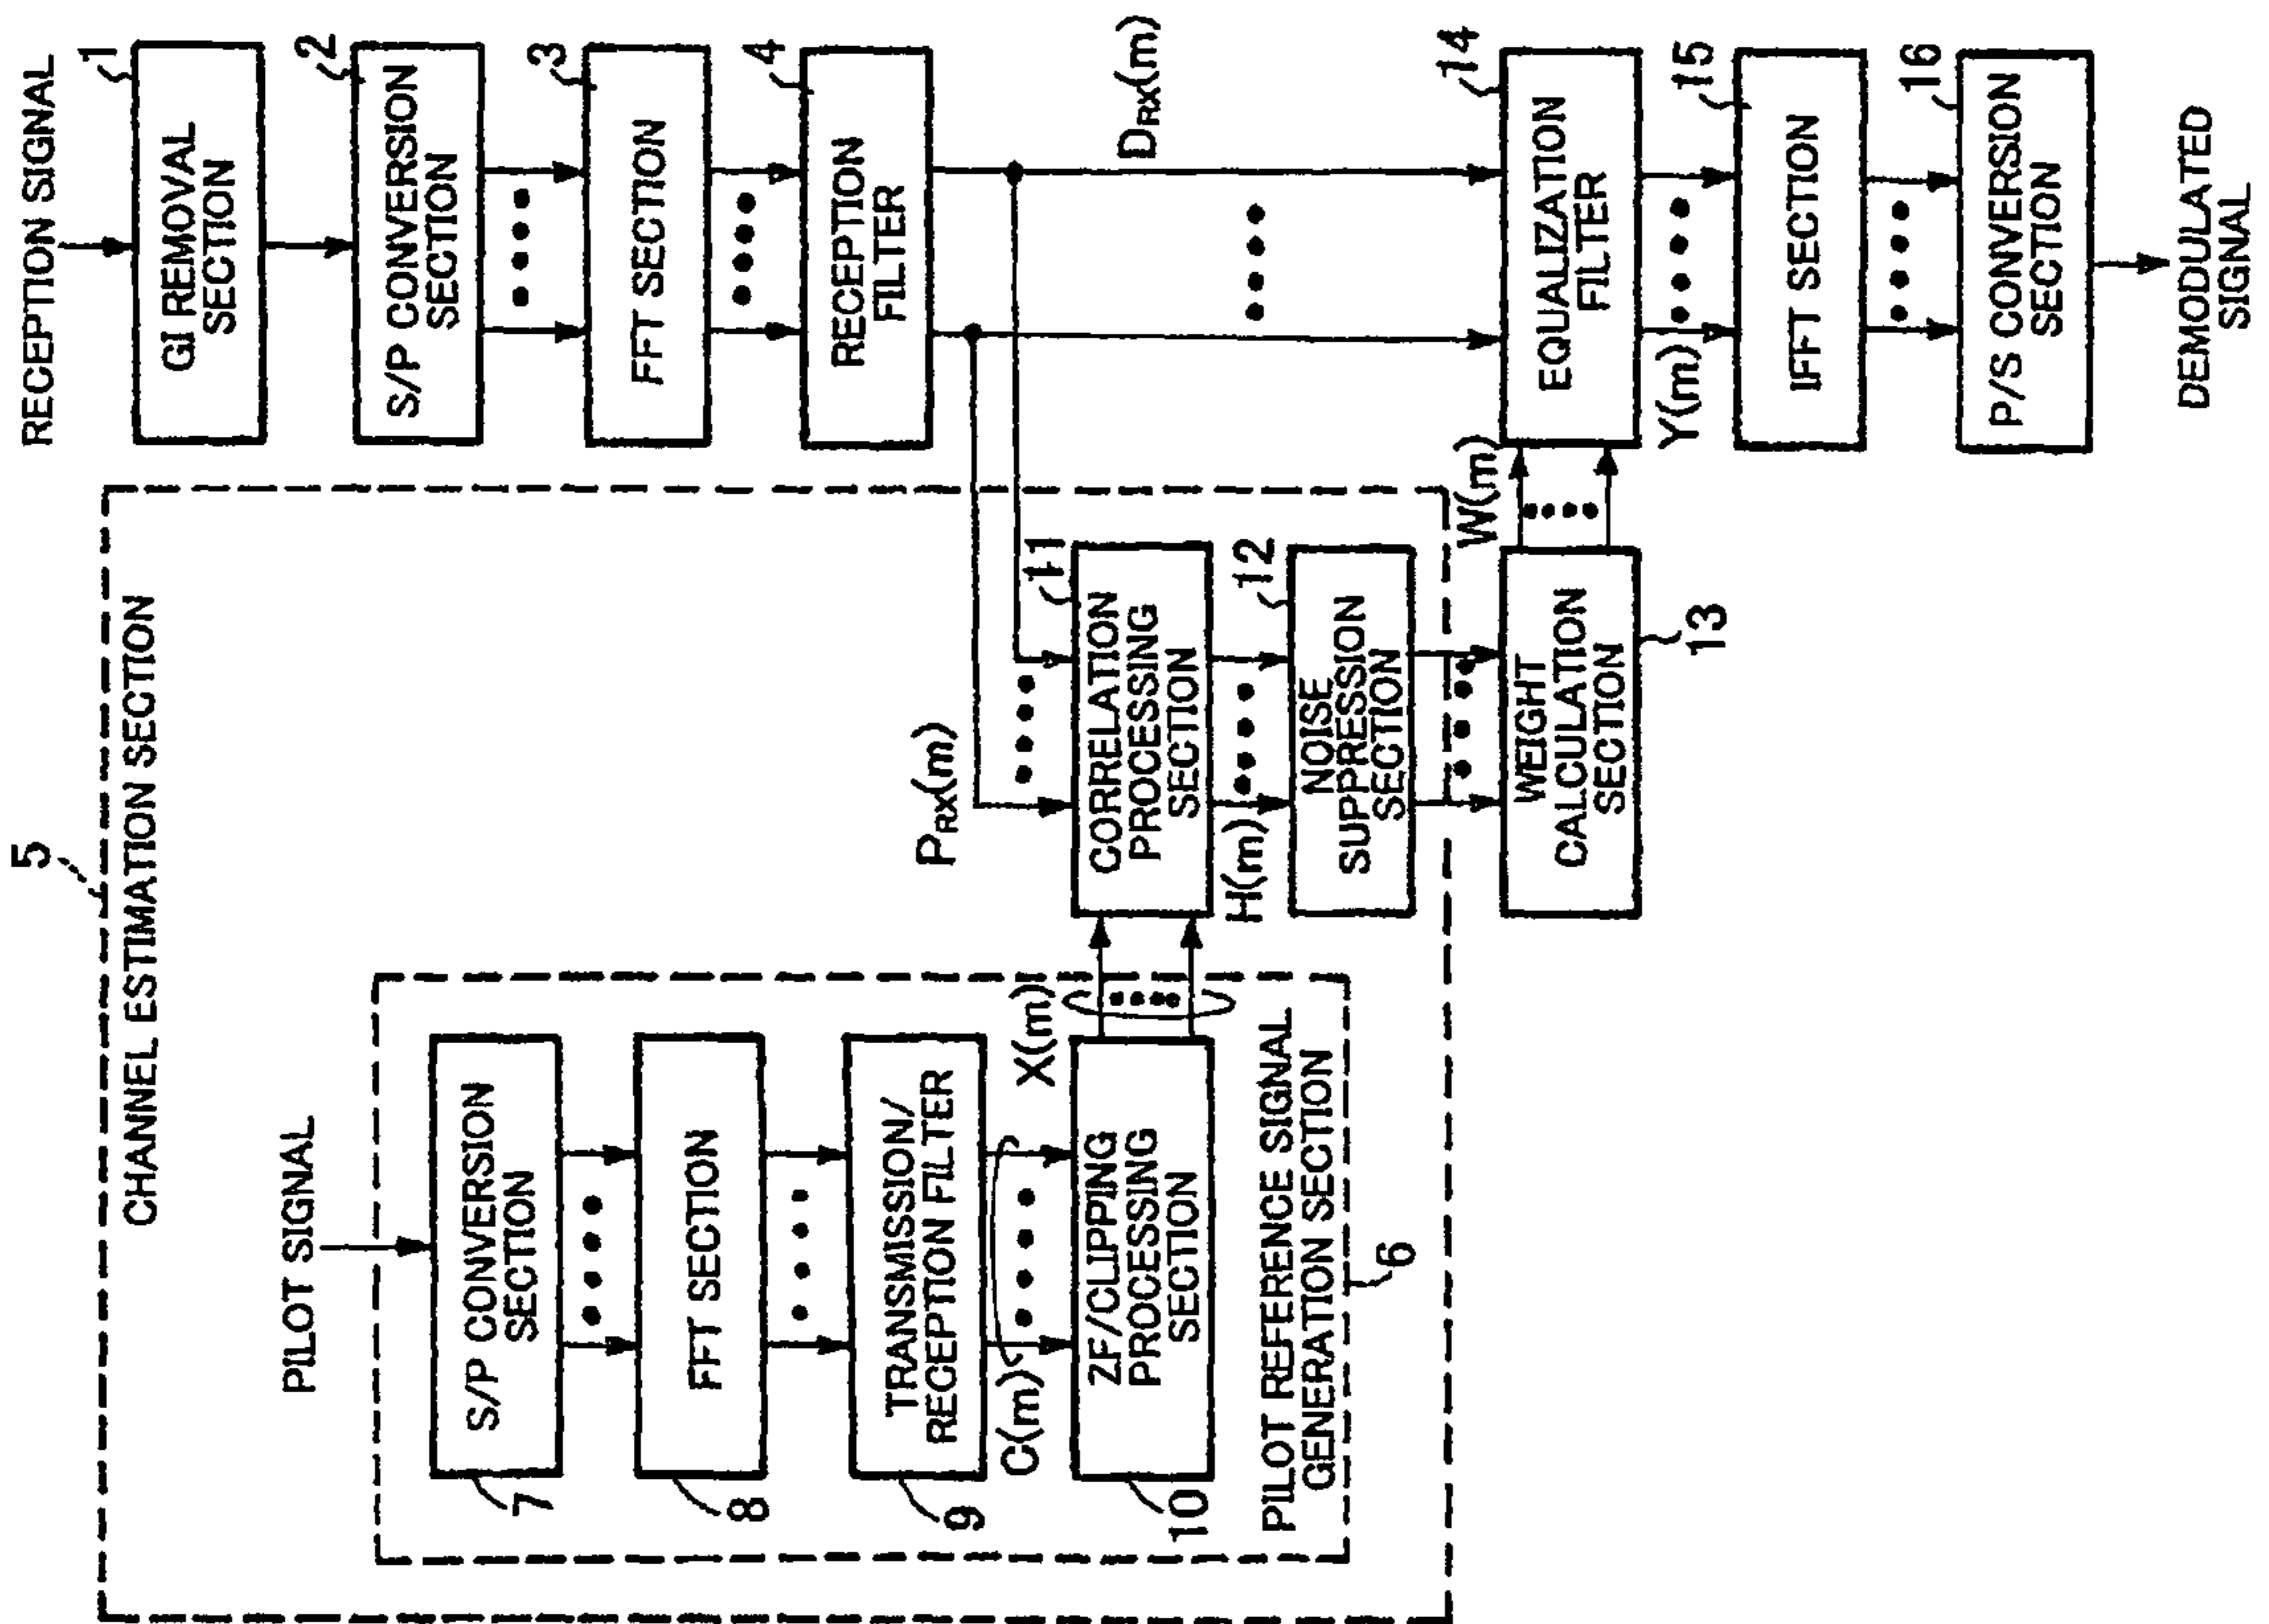 RECEPTION SIGNAL
1
GI REMOVAL
SECTION
2
S/P CONVERSION
SECTION
3
FFT SECTION
4
RECEPTION
FILTER
DRX(m)
14
EQUALIZATION
FILTER
Y(m)
15
IFFT SECTION
16
P/S CONVERSION
SECTION
DEMODULATED
SIGNAL
5
CHANNEL ESTIMATION SECTION
PILOT SIGNAL
7
S/P CONVERSION
SECTION
8
FFT SECTION
9
TRANSMISSION/
RECEPTION FILTER
C(m)
10
ZF/CLIPPING
PROCESSING
SECTION
X(m)
PILOT REFERENCE SIGNAL
GENERATION SECTION
6
PRX(m)
11
CORRELATION
PROCESSING
SECTION
H(m)
12
NOISE
SUPPRESSION
SECTION
W(m)
WEIGHT
CALCULATION
SECTION
13